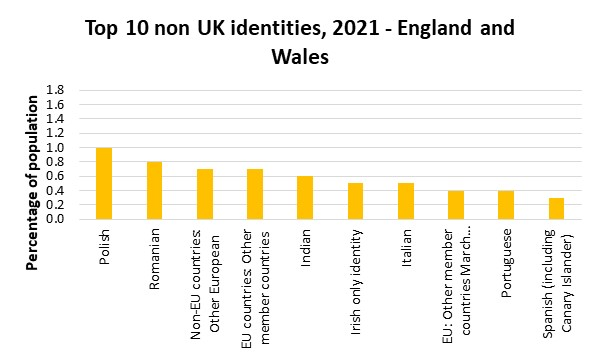 Top 10 non UK identities, 2021 - England and
Wales
Percentage of population
1.8
1.6
1.4
1.2
1.0
0.8
0.6
0.4
0.2
0.0
Polish
Romanian
Non-EU countries:
Other European
EU countries: Other
member countries
Indian
Irish only identity
Italian
EU: Other member
countries March...
Portuguese
Spanish (including
Canary Islander)